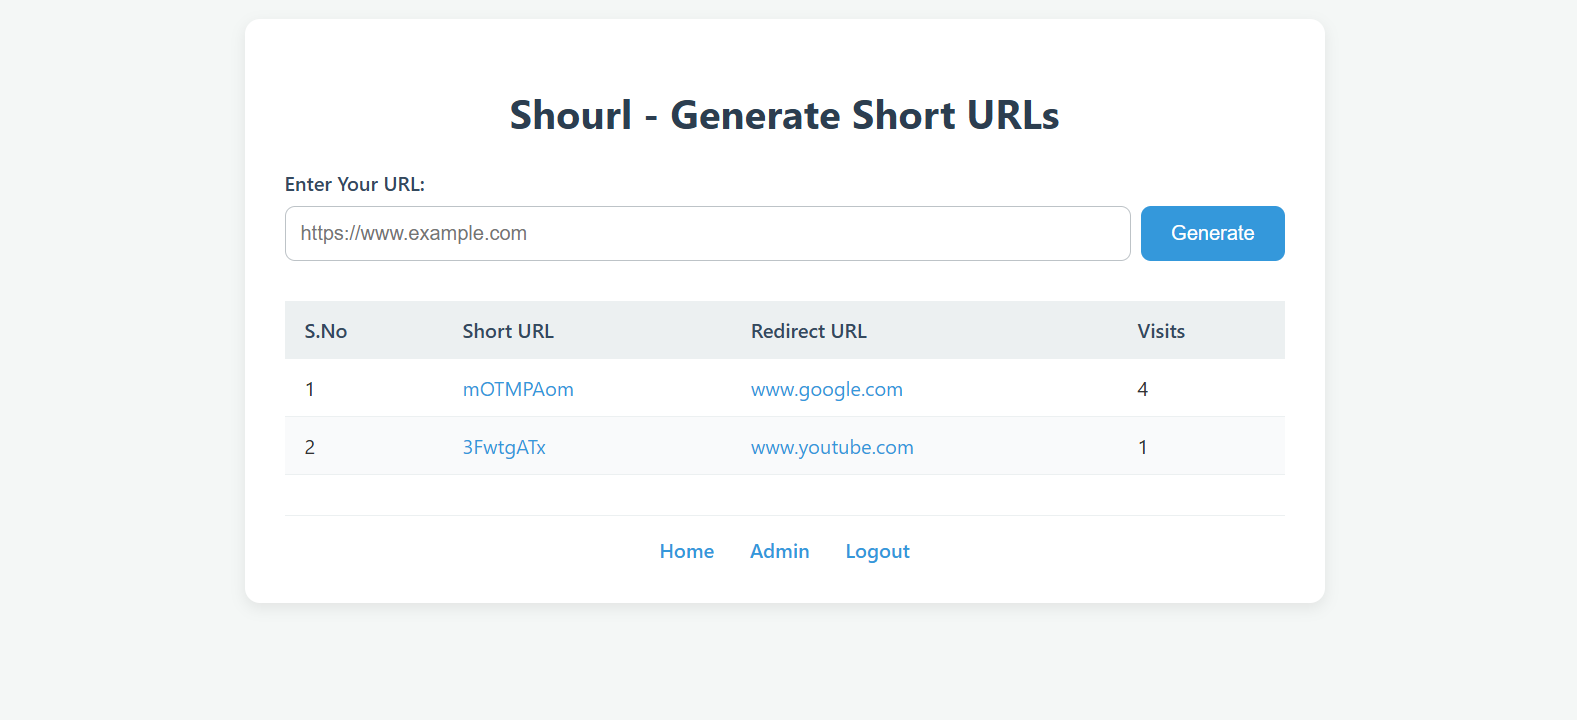 Shourl - Generate Short URLs
Enter Your URL:
https://www.example.com Generate
S.No Short URL Redirect URL Visits
1 mOTMPAom www.google.com 4
2 3FwtgATx www.youtube.com 1
Home Admin Logout